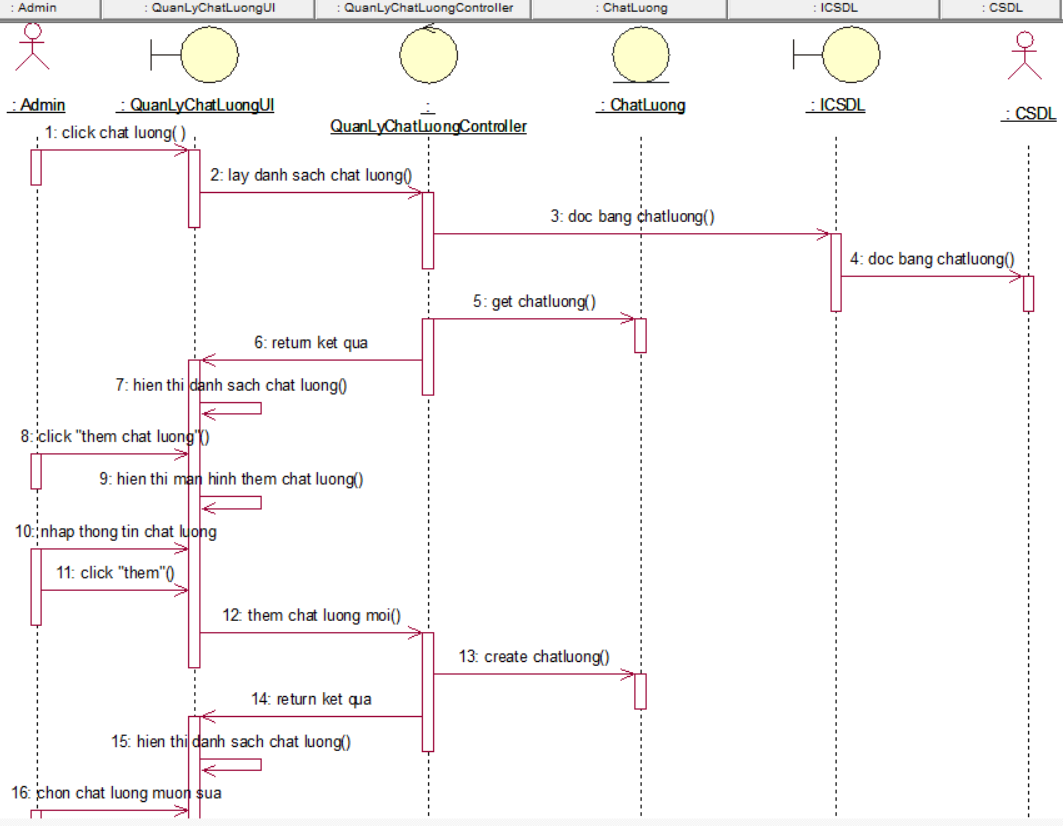 : Admin
: QuanLyChatLuongUI
: QuanLyChatLuongController
: ChatLuong
: ICSDL
: CSDL
: Admin
: QuanLyChatLuongUI
:
QuanLyChatLuongController
: ChatLuong
: ICSDL
: CSDL
1: click chat luong( )
2: lay danh sach chat luong()
3: doc bang chatluong()
4: doc bang chatluong()
5: get chatluong()
6: return ket qua
7: hien thi danh sach chat luong()
8: click "them chat luong"()
9: hien thi man hinh them chat luong()
10: nhap thong tin chat luong
11: click "them"()
12: them chat luong moi()
13: create chatluong()
14: return ket qua
15: hien thi danh sach chat luong()
16: chon chat luong muon sua